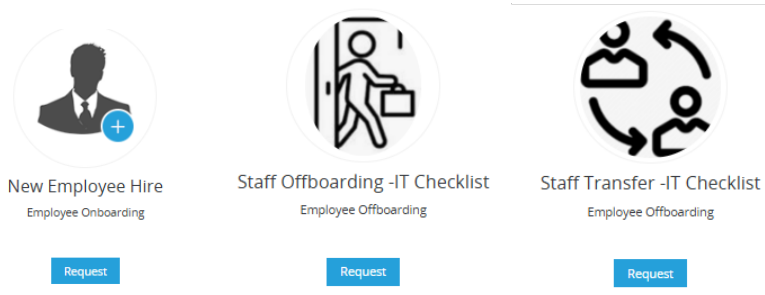 New Employee Hire
Employee Onboarding
Request
Staff Offboarding -IT Checklist
Employee Offboarding
Request
Staff Transfer -IT Checklist
Employee Offboarding
Request